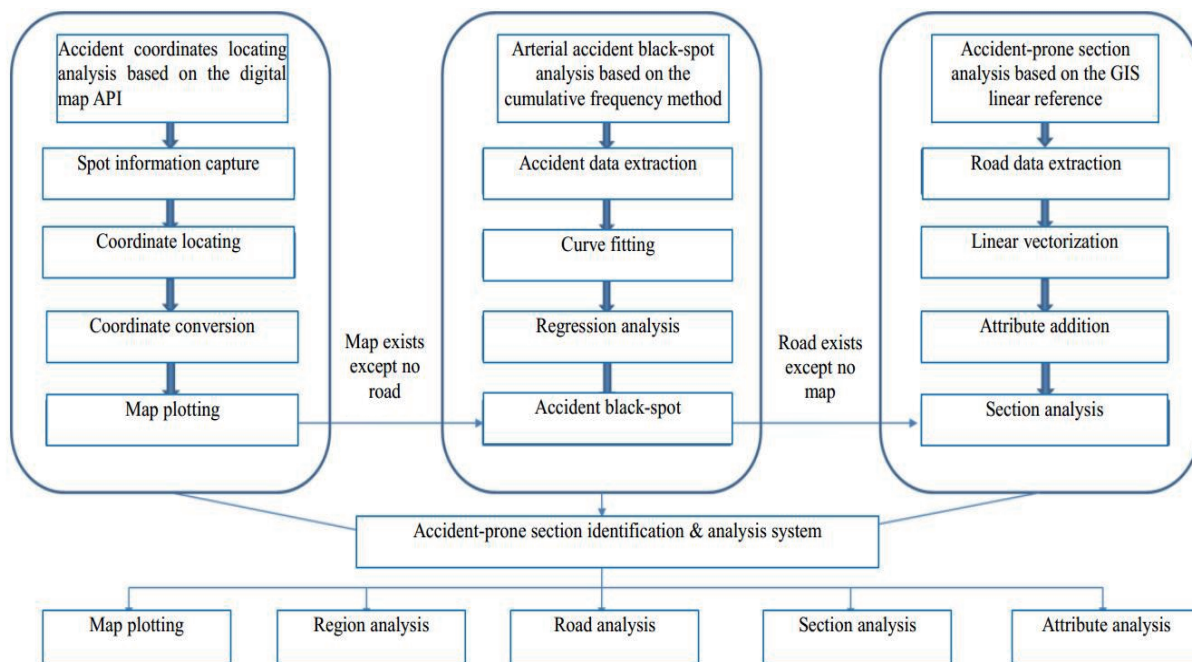 Accident coordinates locating
analysis based on the digital
map API
Spot information capture
Coordinate locating
Coordinate conversion
Map plotting
Map exists
except no
road
Arterial accident black-spot
analysis based on the
cumulative frequency method
Accident data extraction
Curve fitting
Regression analysis
Accident black-spot
Road exists
except no
map
Accident-prone section
analysis based on the GIS
linear reference
Road data extraction
Linear vectorization
Attribute addition
Section analysis
Accident-prone section identification & analysis system
Map plotting
Region analysis
Road analysis
Section analysis
Attribute analysis